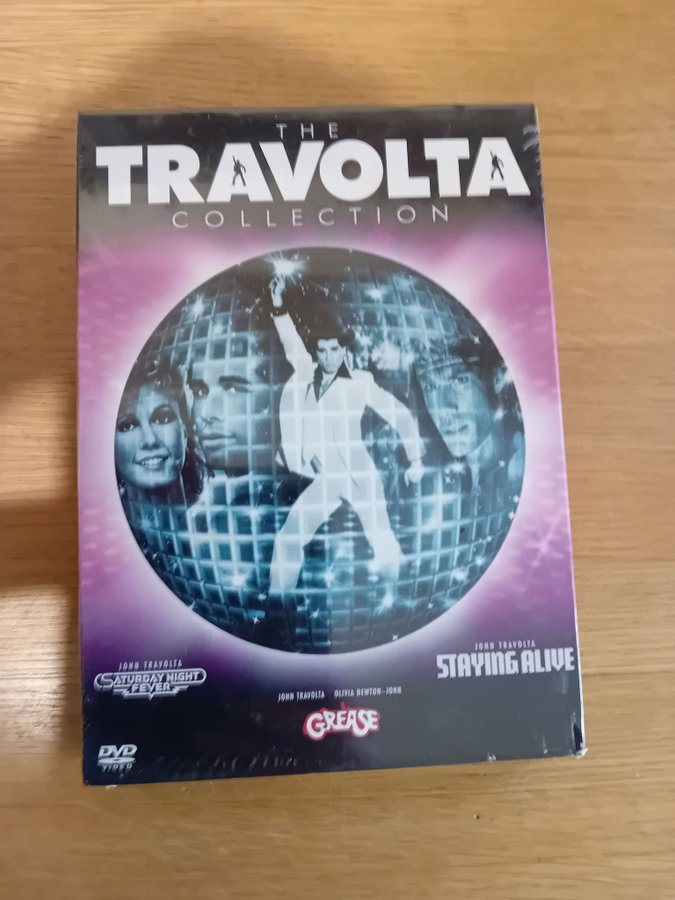 THE
TRAVOLTA
COLLECTION
JOHN TRAVOLTA
SATURDAY NIGHT
FEVER
JOHN TRAVOLTA
STAYING ALIVE
JOHN TRAVOLTA OLIVIA NEWTON-JOHN
GREASE
DVD
VIDEO